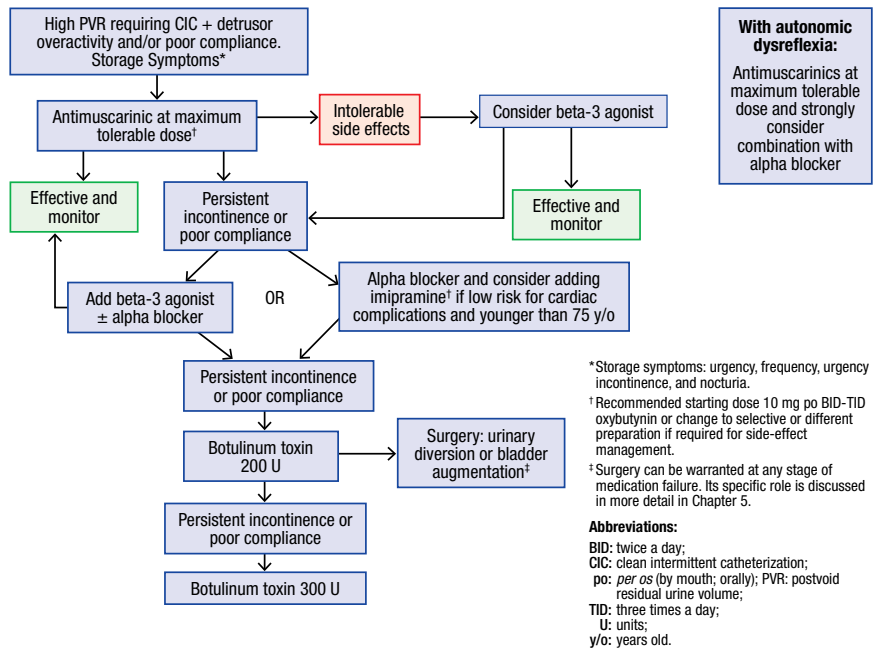 High PVR requiring CIC + detrusor
overactivity and/or poor compliance.
Storage Symptoms*
With autonomic
dysreflexia:
Antimuscarinics at
maximum tolerable
dose and strongly
consider
combination with
alpha blocker
Antimuscarinic at maximum
tolerable dose†
Intolerable
side effects
Consider beta-3 agonist
Effective and
monitor
Persistent
incontinence or
poor compliance
Effective and
monitor
Add beta-3 agonist
± alpha blocker
OR
Alpha blocker and consider adding
imipramine† if low risk for cardiac
complications and younger than 75 y/o
Persistent incontinence
or poor compliance
Botulinum toxin
200 U
Surgery: urinary
diversion or bladder
augmentation‡
Persistent incontinence or
poor compliance
Botulinum toxin 300 U
*Storage symptoms: urgency, frequency, urgency
incontinence, and nocturia.
†Recommended starting dose 10 mg po BID-TID
oxybutynin or change to selective or different
preparation if required for side-effect
management.
‡Surgery can be warranted at any stage of
medication failure. Its specific role is discussed
in more detail in Chapter 5.
Abbreviations:
BID: twice a day;
CIC: clean intermittent catheterization;
po: per os (by mouth; orally); PVR: postvoid
residual urine volume;
TID: three times a day;
U: units;
y/o: years old.